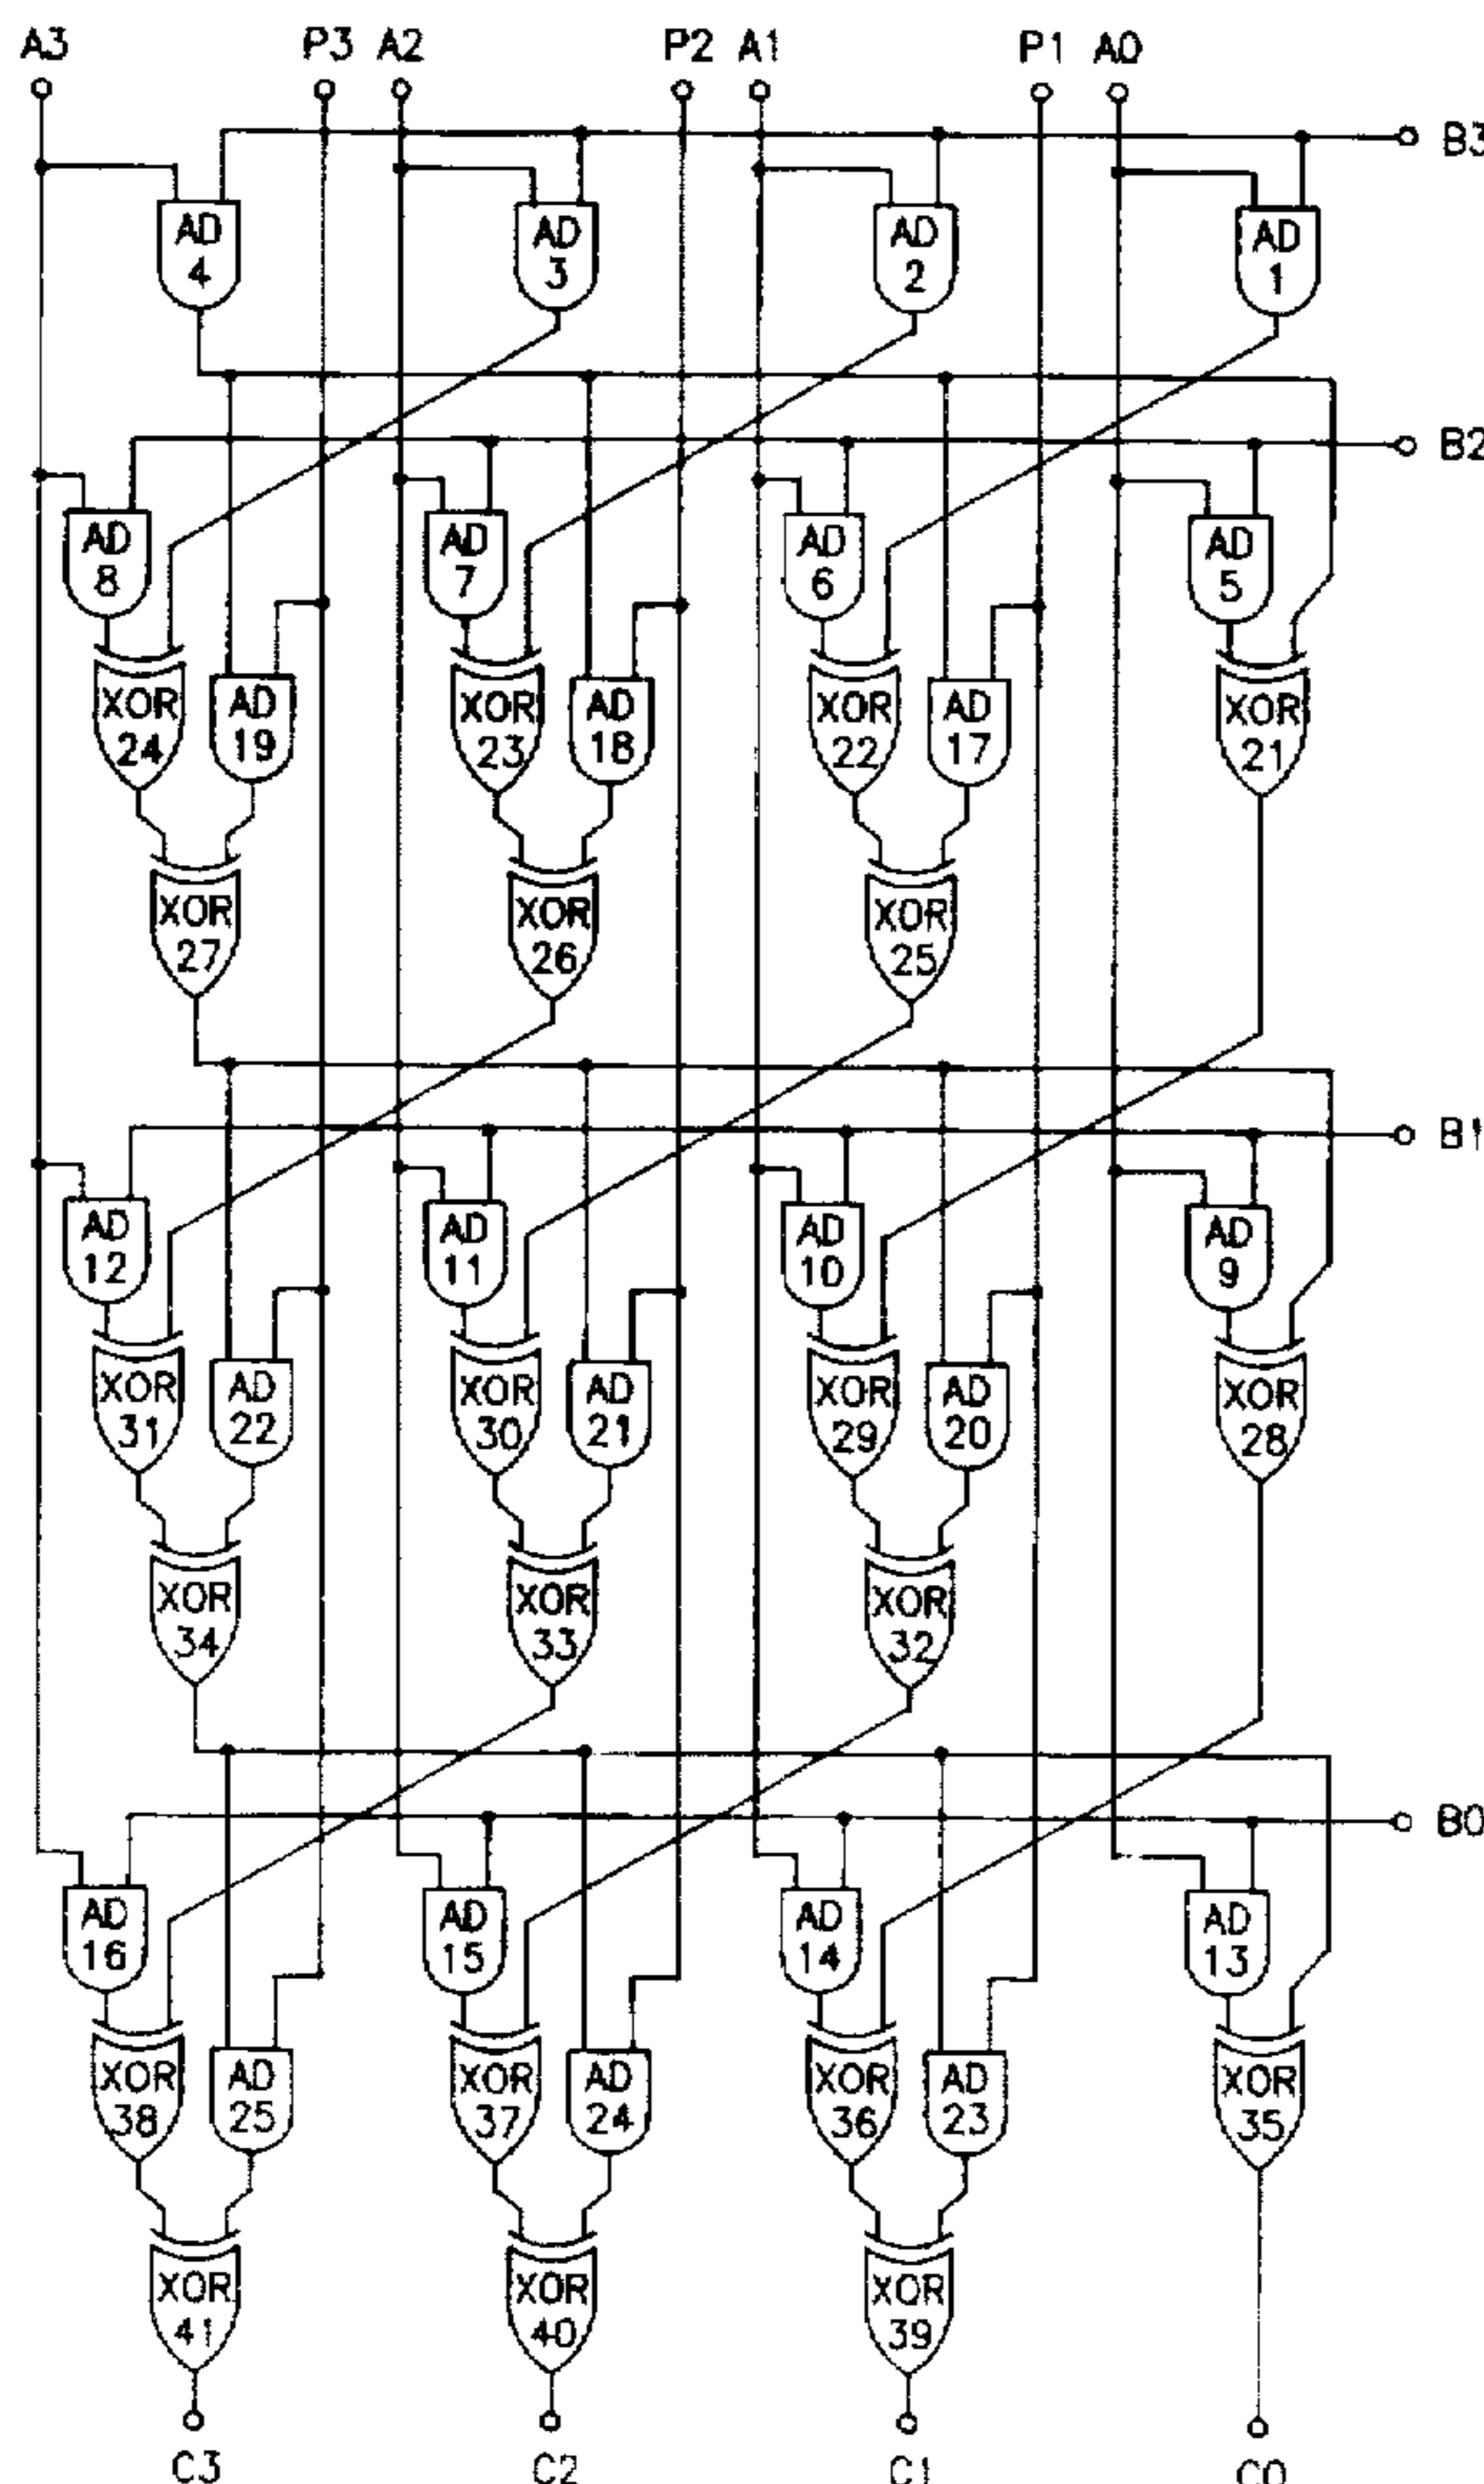 A3 P3 A2 P2 A1 P1 A0
B3
AD 4 AD 3 AD 2 AD 1
B2
AD 8 AD 7 AD 6 AD 5
XOR 24 AD 19 XOR 23 AD 18 XOR 22 AD 17 XOR 21
XOR 27 XOR 26 XOR 25
B1
AD 12 AD 11 AD 10 AD 9
XOR 31 AD 22 XOR 30 AD 21 XOR 29 AD 20 XOR 28
XOR 34 XOR 33 XOR 32
B0
AD 16 AD 15 AD 14 AD 13
XOR 38 AD 25 XOR 37 AD 24 XOR 36 AD 23 XOR 35
XOR 41 XOR 40 XOR 39
C3 C2 C1 C0